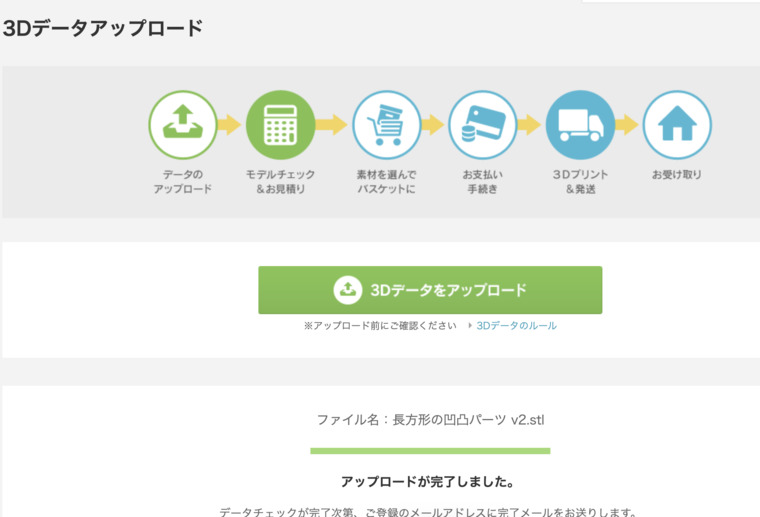 3Dデータアップロード
データの
アップロード
モデルチェック
＆お見積り
素材を選んで
バスケットに
お支払い
手続き
3Dプリント
＆発送
お受け取り
3Dデータをアップロード
※アップロード前にご確認ください 3Dデータのルール
ファイル名：長方形の凹凸パーツ v2.stl
アップロードが完了しました。
データチェックが完了次第、ご登録のメールアドレスに完了メールをお送りします。